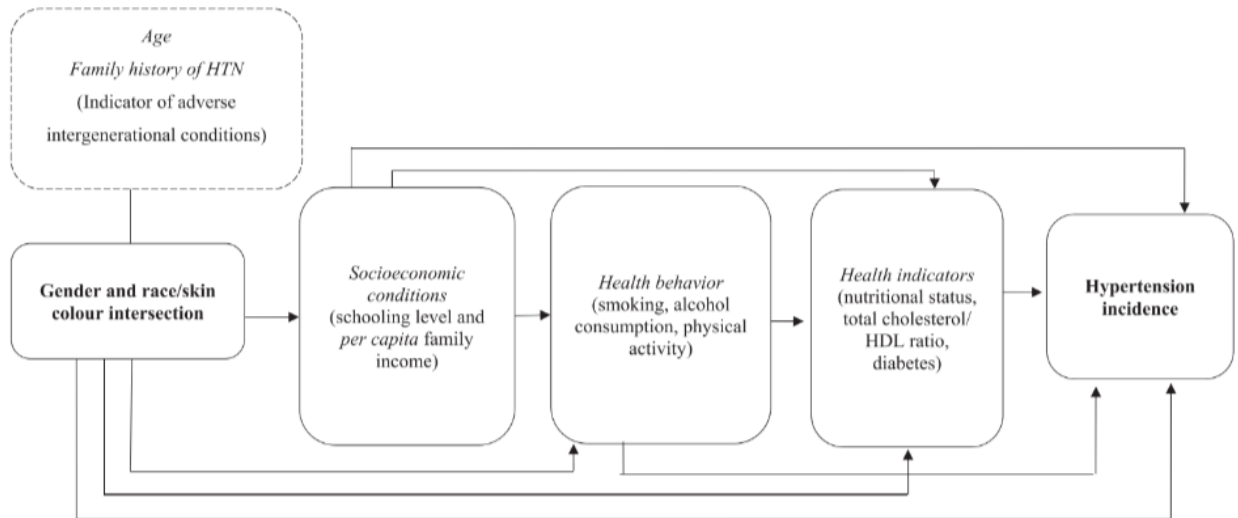 Age
Family history of HTN
(Indicator of adverse
intergenerational conditions)
Gender and race/skin
colour intersection
Socioeconomic
conditions
(schooling level and
per capita family
income)
Health behavior
(smoking, alcohol
consumption, physical
activity)
Health indicators
(nutritional status,
total cholesterol/
HDL ratio,
diabetes)
Hypertension
incidence